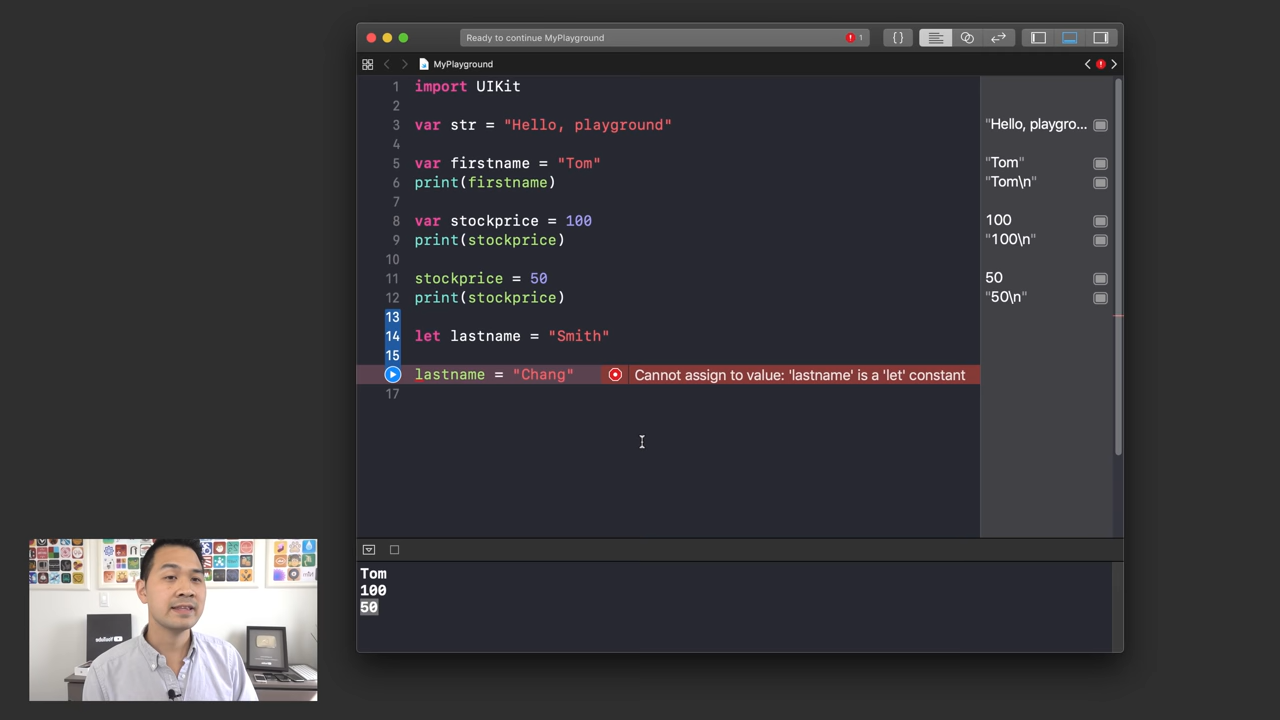 Ready to continue MyPlayground
1
MyPlayground
1 import UIKit
2
3 var str = "Hello, playground"
"Hello, playgro...
4
5 var firstname = "Tom"
"Tom"
6 print(firstname)
"Tom\n"
7
8 var stockprice = 100
100
9 print(stockprice)
"100\n"
10
11 stockprice = 50
50
12 print(stockprice)
"50\n"
13
14 let lastname = "Smith"
15
lastname = "Chang"
Cannot assign to value: 'lastname' is a 'let' constant
17
Tom
100
50